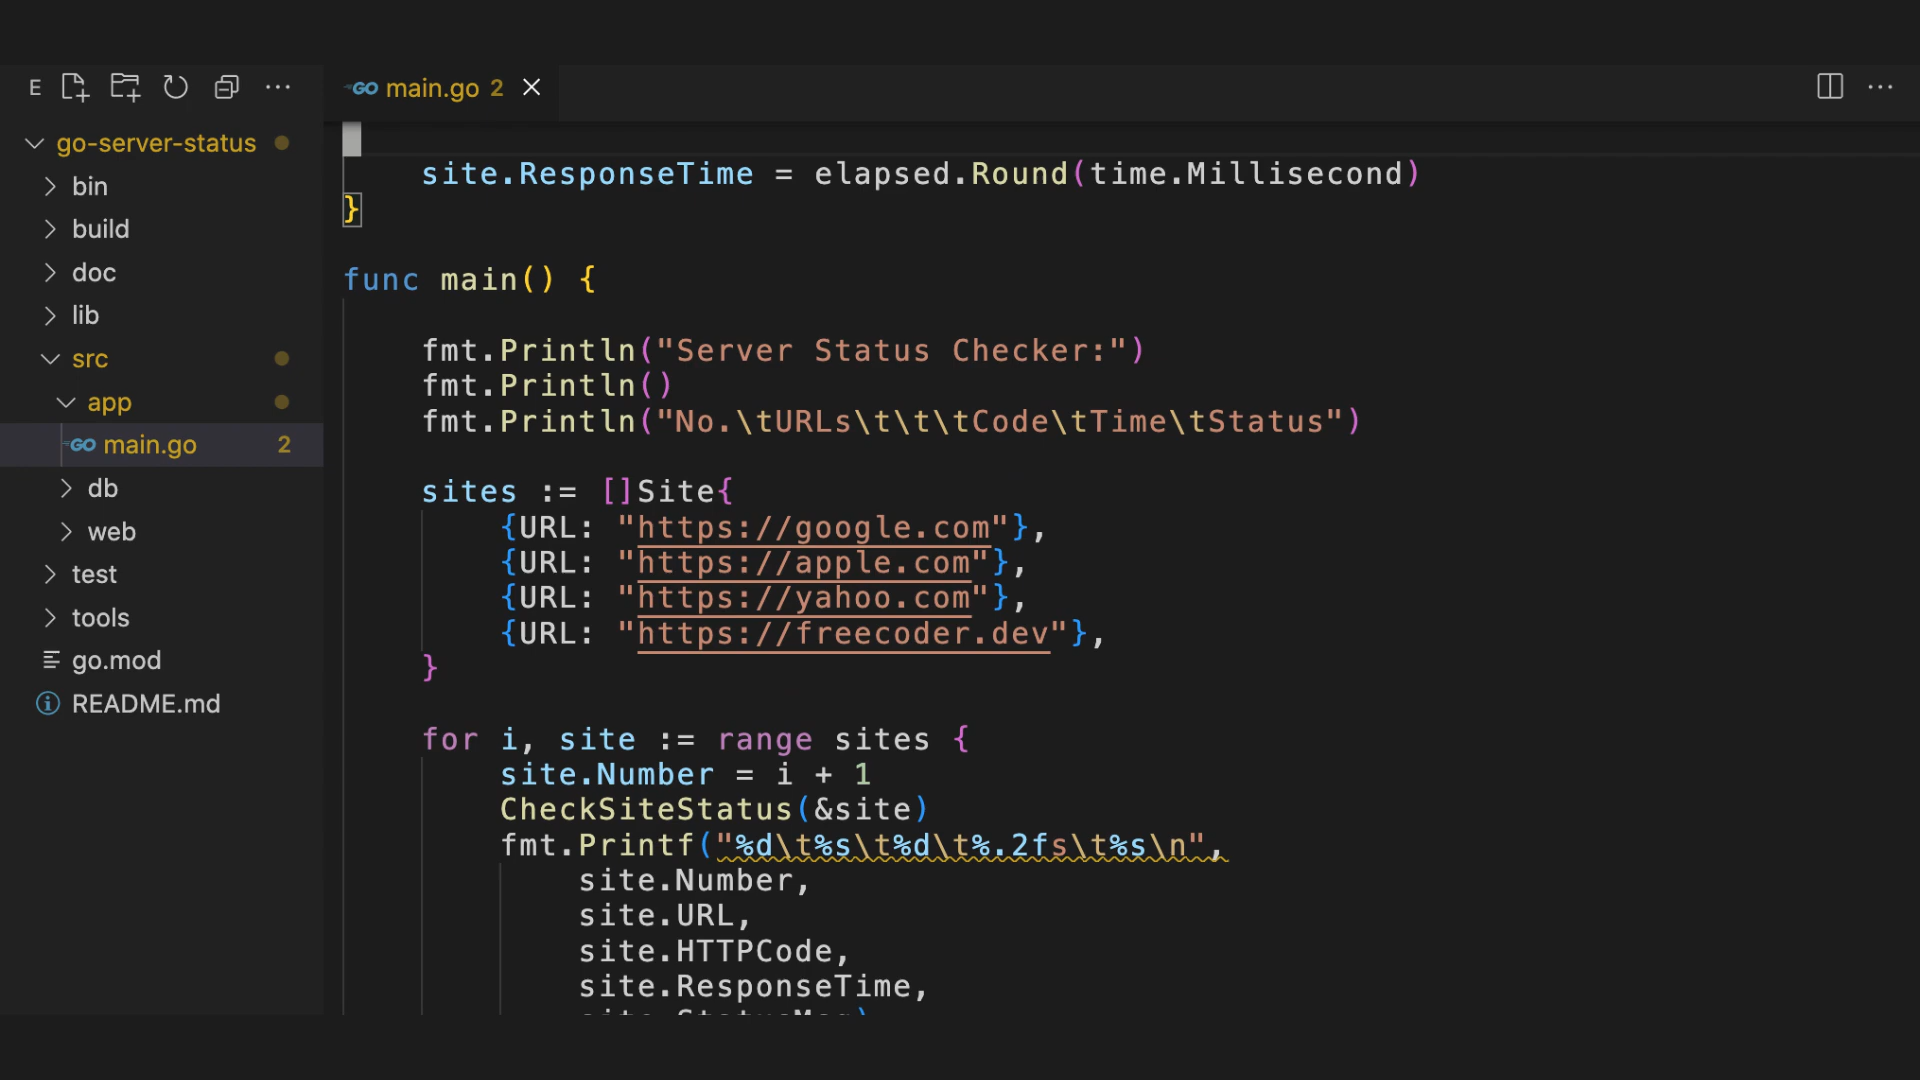 E
go-server-status
bin
build
doc
lib
src
app
GO main.go 2
db
web
test
tools
go.mod
README.md
GO main.go 2
site.ResponseTime = elapsed.Round(time.Millisecond)
}
func main() {
fmt.Println("Server Status Checker:")
fmt.Println()
fmt.Println("No.\tURLs\t\t\tCode\tTime\tStatus")
sites := []Site{
{URL: "https://google.com"},
{URL: "https://apple.com"},
{URL: "https://yahoo.com"},
{URL: "https://freecoder.dev"},
}
for i, site := range sites {
site.Number = i + 1
CheckSiteStatus(&site)
fmt.Printf("%d\t%s\t%d\t%.2fs\t%s\n",
site.Number,
site.URL,
site.HTTPCode,
site.ResponseTime,